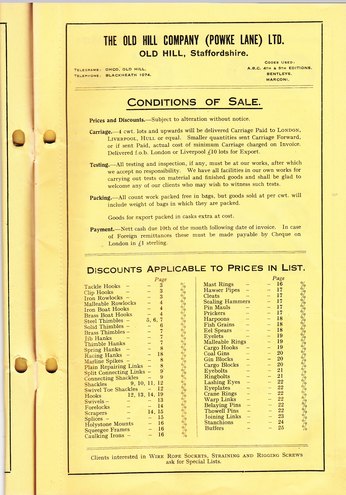 THE OLD HILL COMPANY (POWKE LANE) LTD.
OLD HILL, Staffordshire.
TELEGRAMS: OHCO, OLD HILL.
TELEPHONE: BLACKHEATH 1074.
CODES USED:
A.B.C. 4TH & 5TH EDITIONS,
BENTLEYS,
MARCONI.
CONDITIONS OF SALE.
Prices and Discounts.—Subject to alteration without notice.
Carriage.—4 cwt. lots and upwards will be delivered Carriage Paid to LONDON,
LIVERPOOL, HULL or equal. Smaller quantities sent Carriage Forward,
or if sent Paid, actual cost of minimum Carriage charged on Invoice.
Delivered f.o.b. London or Liverpool £10 lots for Export.
Testing.—All testing and inspection, if any, must be at our works, after which
we accept no responsibility. We have all facilities in our own works for
carrying out tests on material and finished goods and shall be glad to
welcome any of our clients who may wish to witness such tests.
Packing.—All count work packed free in bags, but goods sold at per cwt. will
include weight of bags in which they are packed.
Goods for export packed in casks extra at cost.
Payment.—Nett cash due 10th of the month following date of invoice. In case
of Foreign remittances these must be made payable by Cheque on
London in £1 sterling.
DISCOUNTS APPLICABLE TO PRICES IN LIST.
Page
Tackle Hooks - - 3 %
Clip Hooks - - 3 %
Iron Rowlocks - - 3 %
Malleable Rowlocks - 4 %
Iron Boat Hooks - 4 %
Brass Boat Hooks - 4 %
Steel Thimbles - 5, 6, 7 %
Solid Thimbles - 6 %
Brass Thimbles - 7 %
Jib Hanks - 7 %
Thimble Hanks - 7 %
Spring Hanks - 8 %
Racing Hanks - 18 %
Marline Spikes - 8 %
Plain Repairing Links - 8 %
Split Connecting Links - 9 %
Connecting Shackles - 9 %
Shackles 9, 10, 11, 12 %
Swivel Toe Shackles - 12 %
Hooks 12, 13, 14, 19 %
Swivels - - 13 %
Forelocks - - 14 %
Scrapers 14, 15 %
Splices - - 15 %
Holystone Mounts - 16 %
Squeegee Frames - 16 %
Caulking Irons - 16 %
Page
Mast Rings - - 16 %
Hawser Pipes - - 17 %
Cleats - - 17 %
Scaling Hammers - 17 %
Pin Mauls - - 17 %
Prickers - - 17 %
Harpoons - - 18 %
Fish Grains - - 18 %
Eel Spears - - 18 %
Eyelets - - 19 %
Malleable Rings - 19 %
Cargo Hooks - - 19 %
Coal Gins - - 20 %
Gin Blocks - - 20 %
Cargo Blocks - - 20 %
Eyebolts - - 21 %
Ringbolts - - 21 %
Lashing Eyes - - 22 %
Eyeplates - - 22 %
Crane Rings - - 22 %
Warp Links - - 22 %
Belaying Pins - - 22 %
Thowell Pins - - 22 %
Joining Links - - 23 %
Stanchions - - 24 %
Buffers - - 25 %
Clients interested in WIRE ROPE SOCKETS, STRAINING AND RIGGING SCREWS
ask for Special Lists.